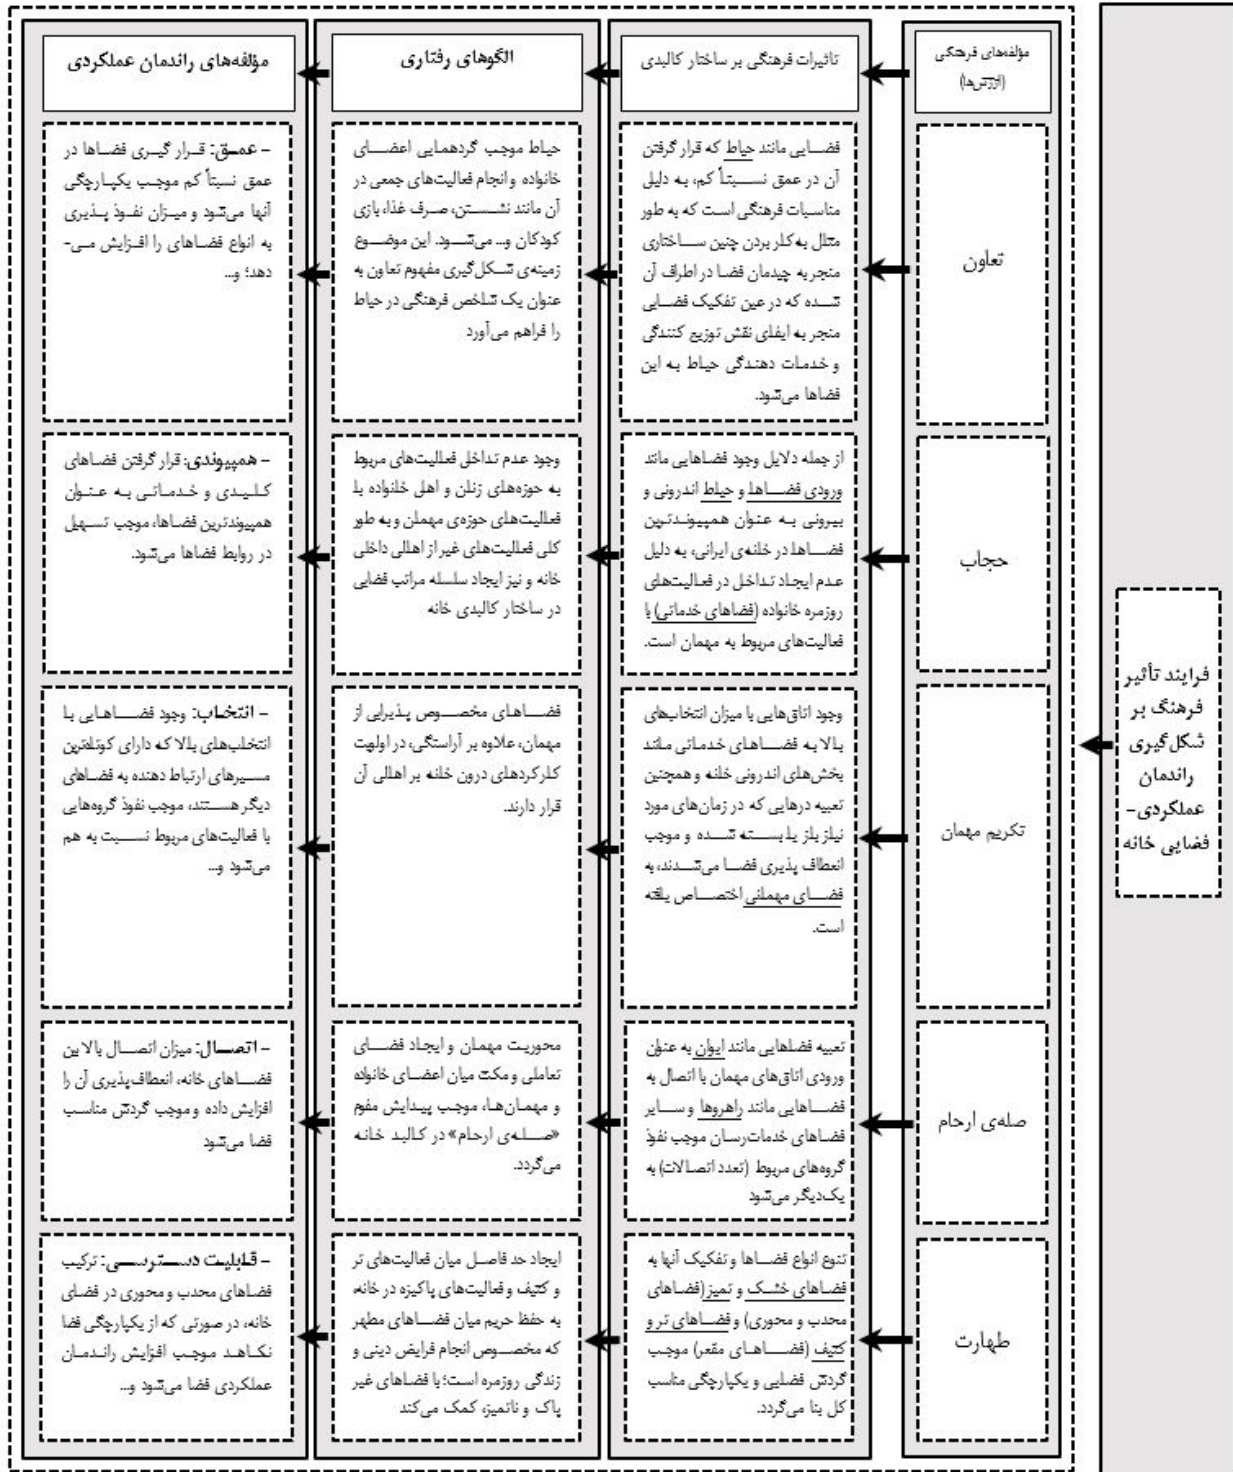 فرایند تأثیر
فرهنگ بر
شکل‌گیری
راندمان
عملکردی-
فضایی خانه
مؤلفه‌های فرهنگی
(ارزش‌ها)
تاثیرات فرهنگی بر ساختار کالبدی
الگوهای رفتاری
مؤلفه‌های راندمان عملکردی
تعاون
فضایی مانند حیاط که قرار گرفتن
آن در عمق نسبتاً کم، به دلیلی
مناسبات فرهنگی است که به طور
مثال به کار بردن چنین ساختاری
منجر به چیدمان فضا در اطراف آن
شده که در عین تفکیک فضایی
منجر به ایفای نقش توزیع کنندگی
و خدمات دهندگی حیاط به این
فضاها می‌شود.
حیاط موجب گردهمایی اعضای
خانواده و انجام فعالیت‌های جمعی در
آن مانند نشستن، صرف غذا، بازی
کودکان و... می‌شود. این موضوع
زمینه‌ی شکل‌گیری مفهوم تعاون به
عنوان یک شاخص فرهنگی در حیاط
را فراهم می‌آورد
- عمق: قرار گیری فضاها در
عمق نسبتاً کم موجب یکپارچگی
آنها می‌شود و میزان نفوذ پذیری
به انواع فضاهای را افزایش می-
دهد؛ و...
حجاب
از جمله دلایل وجود فضاهایی مانند
ورودی فضاها و حیاط اندرونی و
بیرونی به عنوان همپیوندترین
فضاها در خانه‌ی ایرانی، به دلیل
عدم ایجاد تداخل در فعالیت‌های
روزمره خانواده (فضاهای خدماتی) با
فعالیت‌های مربوط به مهمان است.
وجود عدم تداخل فعالیت‌های مربوط
به حوزه‌های زنان و اهل خانواده با
فعالیت‌های حوزه‌ی مهمان و به طور
کلی فعالیت‌های غیر از اهالی داخلی
خانه و نیز ایجاد سلسله مراتب فضایی
در ساختار کالبدی خانه
- همپیوندی: قرار گرفتن فضاهای
کلیدی و خدماتی به عنوان
همپیوندترین فضاها، موجب تسهیل
در روابط فضاها می‌شود.
تکریم مهمان
وجود اتاق‌هایی با میزان انتخاب‌های
بالا به فضاهای خدماتی مانند
بخش‌های اندرونی خانه و همچنین
تعبیه درهایی که در زمان‌های مورد
نیاز باز یا بسته شده و موجب
انعطاف پذیری فضا می‌شدند، به
فضای مهمانی اختصاص یافته
است.
فضاهای مخصوص پذیرایی از
مهمان، علاوه بر آراستگی، در اولویت
کارکردهای درون خانه بر اهالی آن
قرار دارند.
- انتخاب: وجود فضاهایی با
انتخاب‌های بالا که دارای کوتاه‌ترین
مسیرهای ارتباط دهنده به فضاهای
دیگر هستند، موجب نفوذ گروه‌هایی
با فعالیت‌های مربوط نسبت به هم
می‌شود و...
صله‌ی ارحام
تعبیه فضاهایی مانند ایوان به عنوان
ورودی اتاق‌های مهمان با اتصال به
فضاهایی مانند راهروها و سایر
فضاهای خدمات‌رسان موجب نفوذ
گروه‌های مربوط (تعدد اتصالات) به
یک‌دیگر می‌شود
محوریت مهمان و ایجاد فضای
تعاملی و مکث میان اعضای خانواده
و مهمان‌ها، موجب پیدایش مفوم
«صله‌ی ارحام» در کالبد خانه
می‌گردد.
- اتصال: میزان اتصال بالا بین
فضاهای خانه، انعطاف‌پذیری آن را
افزایش داده و موجب گردش مناسب
فضا می‌شود
طهارت
تنوع انواع فضاها و تفکیک آنها به
فضاهای خشک و تمیز (فضاهای
محدب و محوری) و فضاهای تر و
کثیف (فضاهای مقعر) موجب
گردش فضایی و یکپارچگی مناسب
کل بنا می‌گردد.
ایجاد حد فاصل میان فعالیت‌های تر
و کثیف و فعالیت‌های پاکیزه در خانه،
به حفظ حریم میان فضاهای مطهر
که مخصوص انجام فرایض دینی و
زندگی روزمره است؛ با فضاهای غیر
پاک و ناتمیز، کمک می‌کند
- قابلیت دسترسی: ترکیب
فضاهای محدب و محوری در فضای
خانه، در صورتی که از یکپارچگی فضا
نکاهد موجب افزایش راندمان
عملکردی فضا می‌شود و...